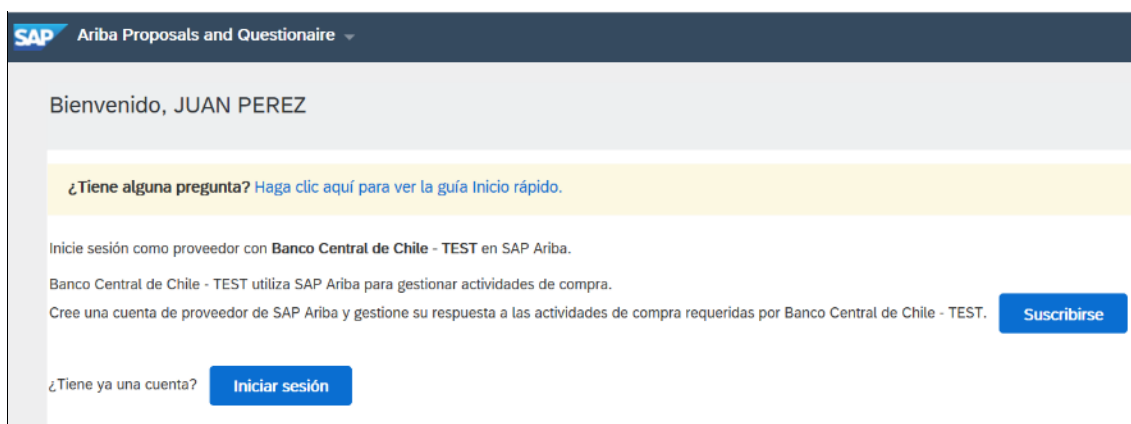 SAP Ariba Proposals and Questionaire
Bienvenido, JUAN PEREZ
¿Tiene alguna pregunta? Haga clic aquí para ver la guía Inicio rápido.
Inicie sesión como proveedor con Banco Central de Chile - TEST en SAP Ariba.
Banco Central de Chile - TEST utiliza SAP Ariba para gestionar actividades de compra.
Cree una cuenta de proveedor de SAP Ariba y gestione su respuesta a las actividades de compra requeridas por Banco Central de Chile - TEST. Suscribirse
¿Tiene ya una cuenta? Iniciar sesión